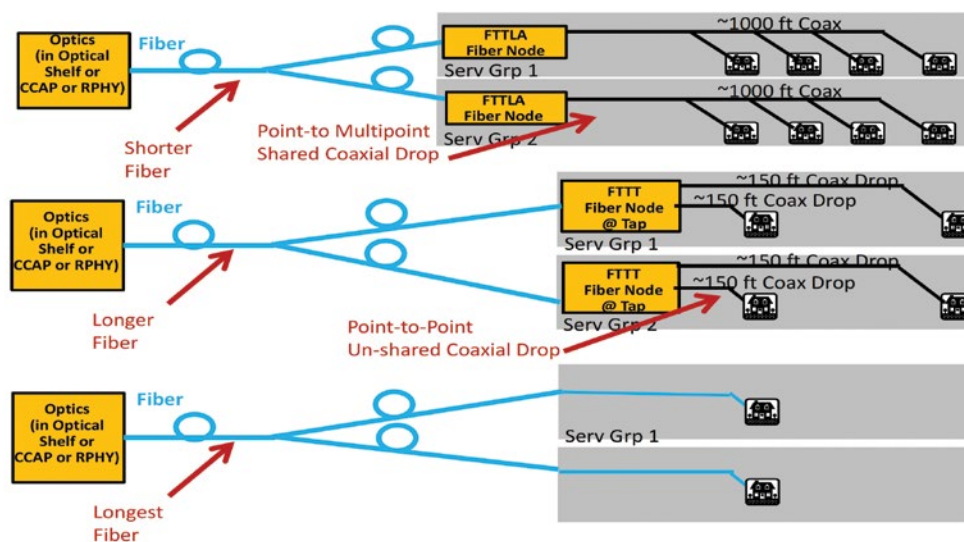 Optics
(in Optical
Shelf or
CCAP or RPHY)
Fiber
Shorter
Fiber
FTTLA
Fiber Node
Serv Grp 1
~1000 ft Coax
FTTLA
Fiber Node
Serv Grp 2
~1000 ft Coax
Point-to Multipoint
Shared Coaxial Drop
Optics
(in Optical
Shelf or
CCAP or RPHY)
Fiber
Longer
Fiber
FTTT
Fiber Node
@ Tap
Serv Grp 1
~150 ft Coax Drop
~150 ft Coax Drop
FTTT
Fiber Node
@ Tap
Serv Grp 2
~150 ft Coax Drop
~150 ft Coax Drop
Point-to-Point
Un-shared Coaxial Drop
Optics
(in Optical
Shelf or
CCAP or RPHY)
Fiber
Longest
Fiber
Serv Grp 1